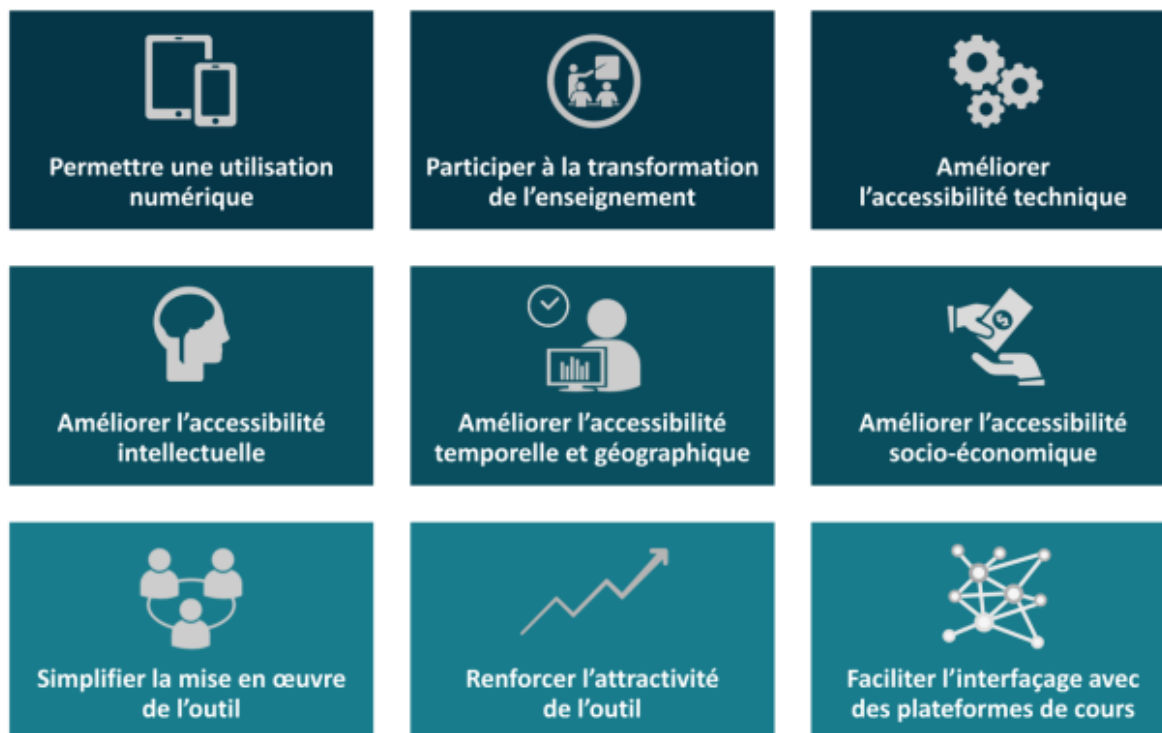 Permettre une utilisation
numérique
Participer à la transformation
de l'enseignement
Améliorer
l'accessibilité technique
Améliorer l'accessibilité
intellectuelle
Améliorer l'accessibilité
temporelle et géographique
Améliorer l'accessibilité
socio-économique
Simplifier la mise en œuvre
de l'outil
Renforcer l'attractivité
de l'outil
Faciliter l'interfaçage avec
des plateformes de cours